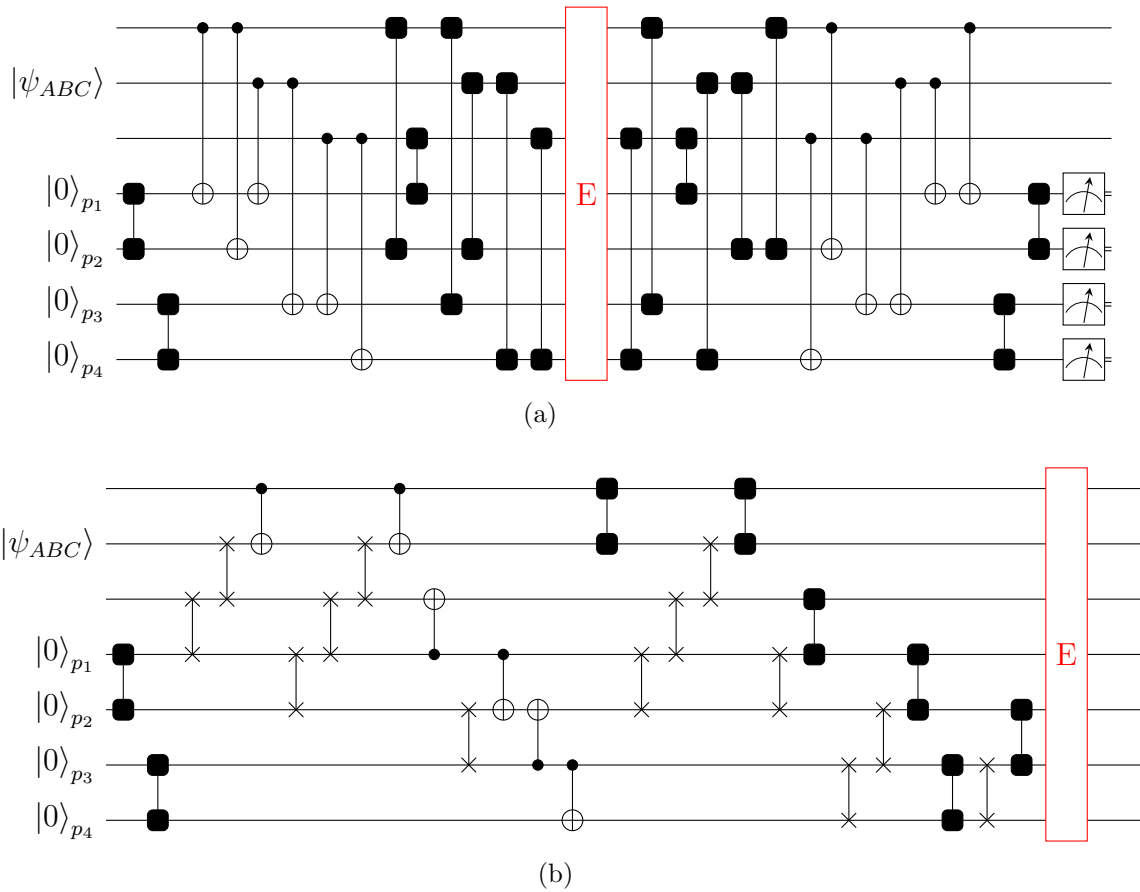 |ψ_ABC⟩
|0⟩_p₁
E
|0⟩_p₂
|0⟩_p₃
|0⟩_p₄
(a)
|ψ_ABC⟩
|0⟩_p₁
E
|0⟩_p₂
|0⟩_p₃
|0⟩_p₄
(b)